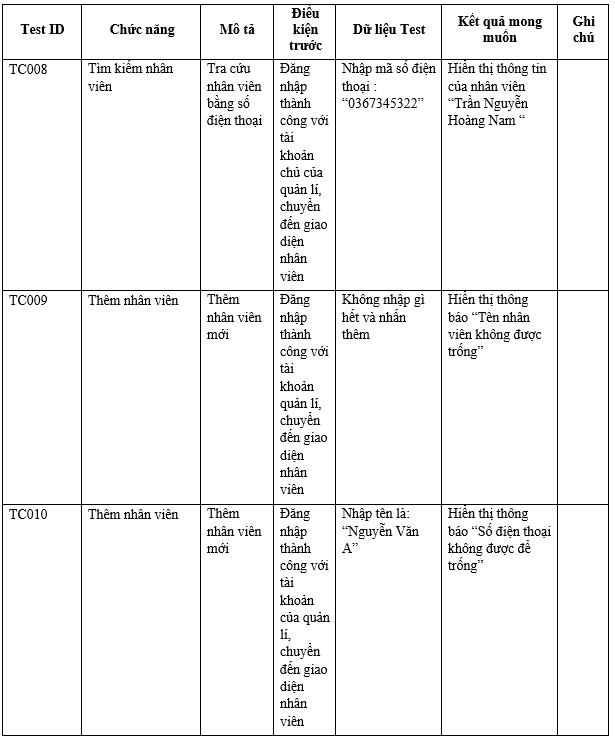 Test ID
Chức năng
Mô tả
Điều
kiện
trước
Dữ liệu Test
Kết quả mong
muốn
Ghi
chú
TC008
Tìm kiếm nhân
viên
Tra cứu
nhân viên
bằng số
điện thoại
Đăng
nhập
thành
công với
tài
khoản
chủ của
quản lí,
chuyển
đến giao
diện
nhân
viên
Nhập mã số điện
thoại :
“0367345322”
Hiển thị thông tin
của nhân viên
“Trần Nguyễn
Hoàng Nam “
TC009
Thêm nhân viên
Thêm
nhân viên
mới
Đăng
nhập
thành
công với
tài
khoản
quản lí,
chuyển
đến giao
diện
nhân
viên
Không nhập gì
hết và nhấn
thêm
Hiển thị thông
báo “Tên nhân
viên không được
trống”
TC010
Thêm nhân viên
Thêm
nhân viên
mới
Đăng
nhập
thành
công với
tài
khoản
của quản
lí,
chuyển
đến giao
diện
nhân
viên
Nhập tên là:
“Nguyễn Văn
A”
Hiển thị thông
báo “Số điện thoại
không được để
trống”